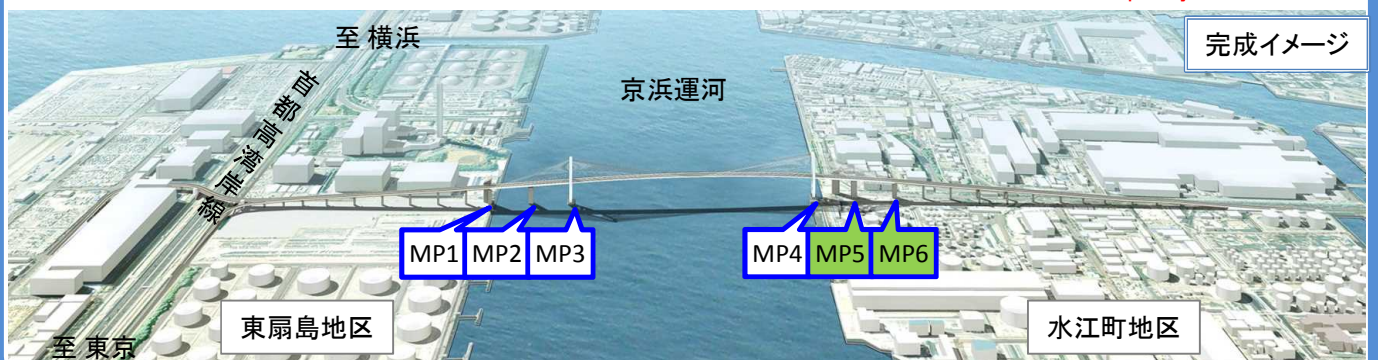 至 横浜
完成イメージ
京浜運河
首都高湾岸線
MP1
MP2
MP3
MP4
MP5
MP6
東扇島地区
水江町地区
至 東京